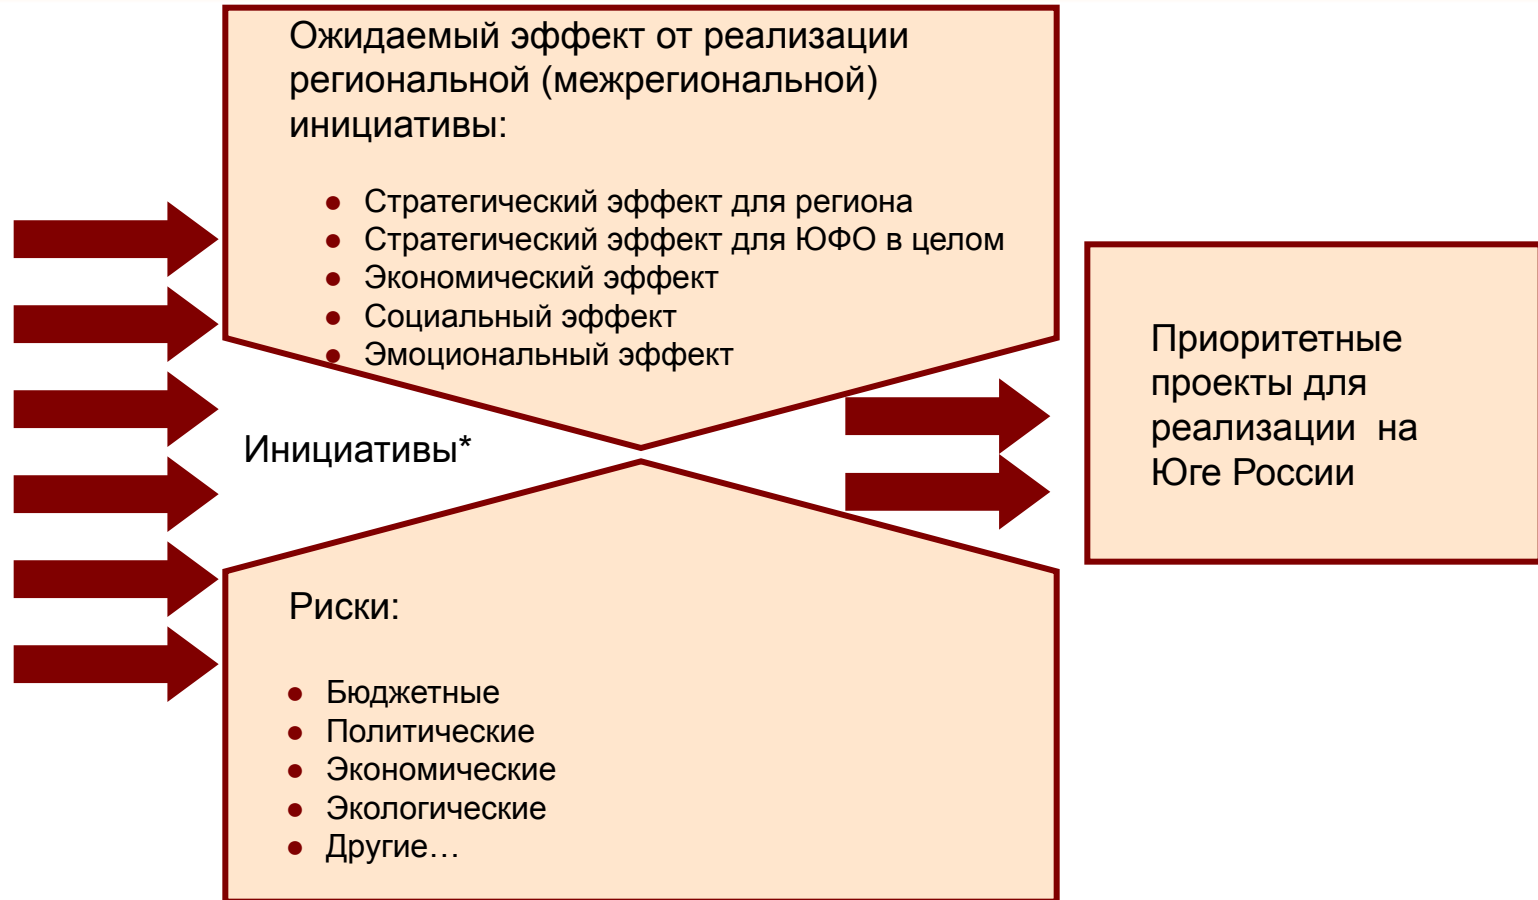 Ожидаемый эффект от реализации
региональной (межрегиональной)
инициативы:
● Стратегический эффект для региона
● Стратегический эффект для ЮФО в целом
● Экономический эффект
● Социальный эффект
● Эмоциональный эффект
Инициативы*
Приоритетные
проекты для
реализации на
Юге России
Риски:
● Бюджетные
● Политические
● Экономические
● Экологические
● Другие…